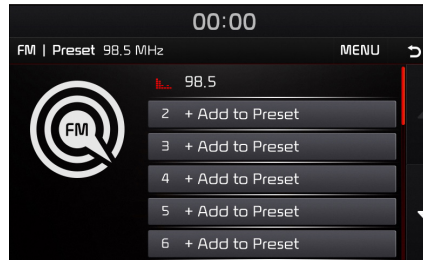 00:00
FM | Preset 98.5 MHz MENU
98.5
FM
2 + Add to Preset
3 + Add to Preset
4 + Add to Preset
5 + Add to Preset
6 + Add to Preset